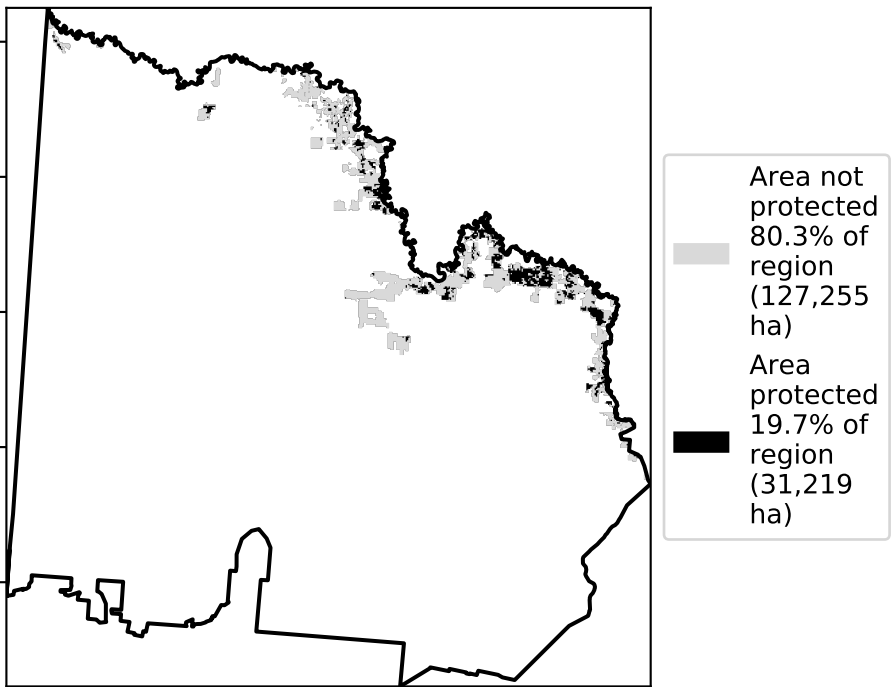 Area not
protected
80.3% of
region
(127,255
ha)
Area
protected
19.7% of
region
(31,219
ha)